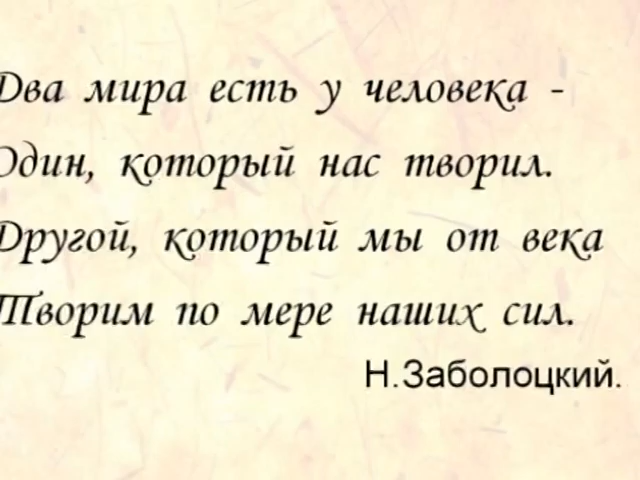 Два мира есть у человека -
Один, который нас творил.
Другой, который мы от века
Творим по мере наших сил.
Н.Заболоцкий.